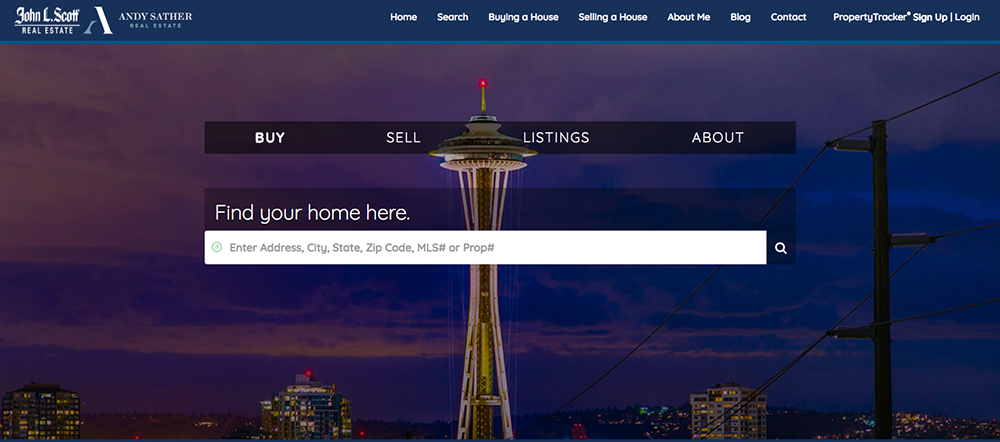 John L. Scott
REAL ESTATE
ANDY SATHER
REAL ESTATE
Home Search Buying a House Selling a House About Me Blog Contact PropertyTracker® Sign Up | Login
BUY SELL LISTINGS ABOUT
Find your home here.
Enter Address, City, State, Zip Code, MLS# or Prop#